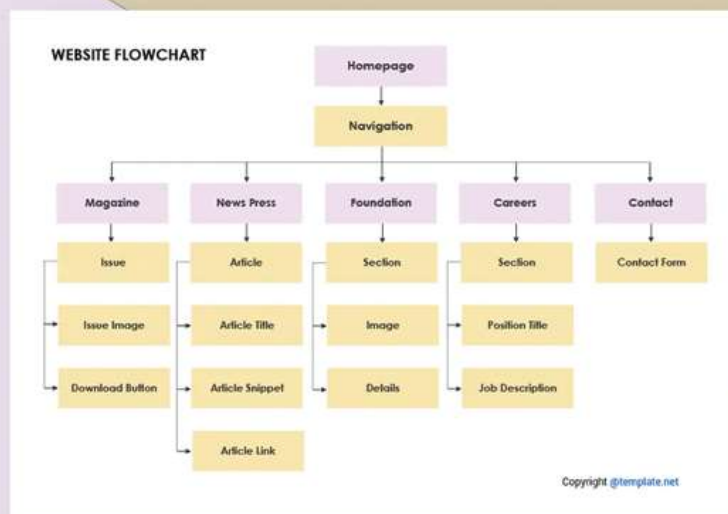 WEBSITE FLOWCHART
Homepage
Navigation
Magazine
News Press
Foundation
Careers
Contact
Issue
Article
Section
Section
Contact Form
Issue Image
Article Title
Image
Position Title
Download Button
Article Snippet
Details
Job Description
Article Link
Copyright @template.net